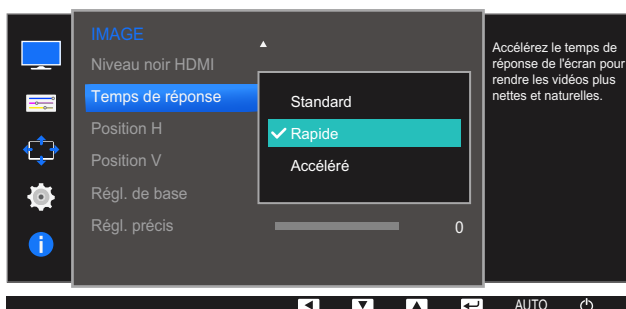 IMAGE
Niveau noir HDMI
Temps de réponse
Position H
Position V
Régl. de base
Régl. précis
Standard
Rapide
Accéléré
0
Accélérez le temps de
réponse de l'écran pour
rendre les vidéos plus
nettes et naturelles.
AUTO